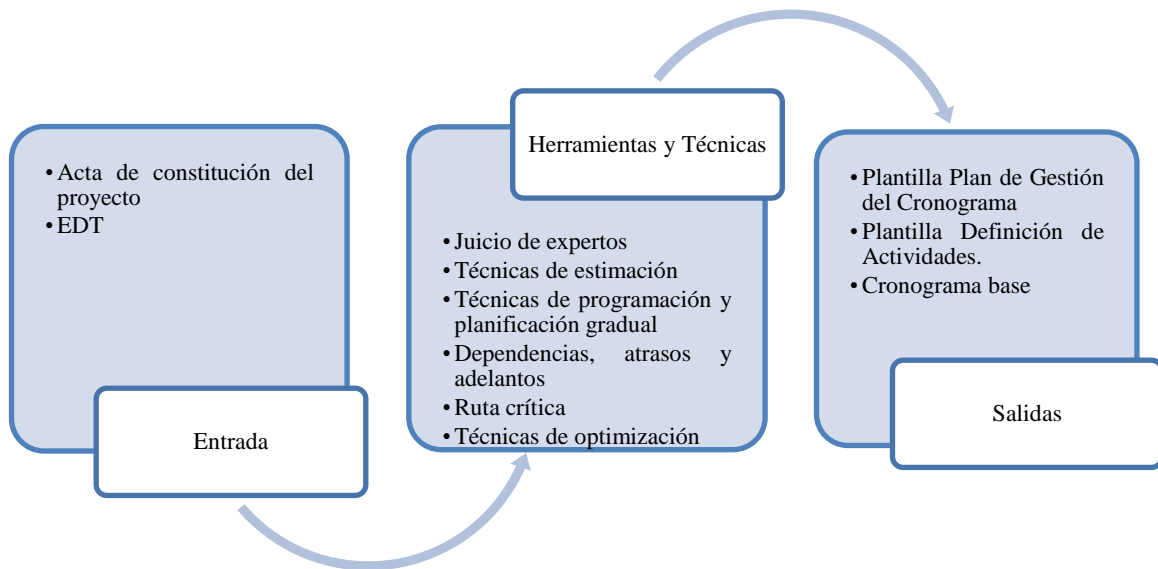 • Acta de constitución del
proyecto
• EDT
Entrada
Herramientas y Técnicas
• Juicio de expertos
• Técnicas de estimación
• Técnicas de programación y
planificación gradual
• Dependencias, atrasos y
adelantos
• Ruta crítica
• Técnicas de optimización
• Plantilla Plan de Gestión
del Cronograma
• Plantilla Definición de
Actividades.
• Cronograma base
Salidas